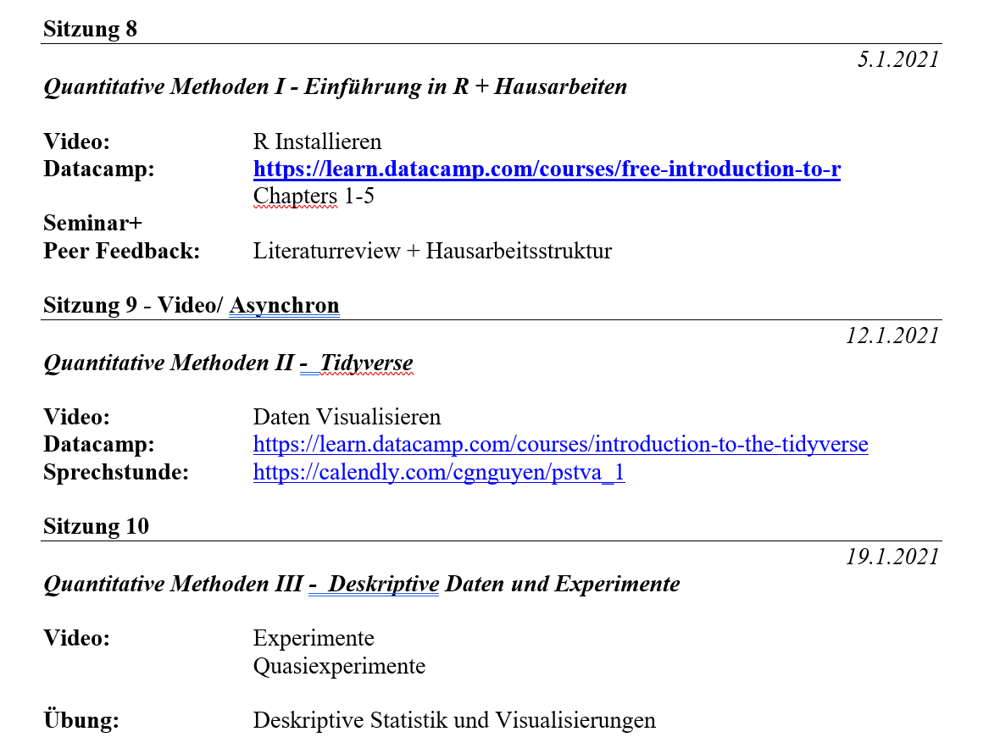 Sitzung 8
5.1.2021
Quantitative Methoden I - Einführung in R + Hausarbeiten
Video: R Installieren
Datacamp: https://learn.datacamp.com/courses/free-introduction-to-r
Chapters 1-5
Seminar+
Peer Feedback: Literaturreview + Hausarbeitsstruktur
Sitzung 9 - Video/ Asynchron
12.1.2021
Quantitative Methoden II -  Tidyverse
Video: Daten Visualisieren
Datacamp: https://learn.datacamp.com/courses/introduction-to-the-tidyverse
Sprechstunde: https://calendly.com/cgnguyen/pstva_1
Sitzung 10
19.1.2021
Quantitative Methoden III -  Deskriptive Daten und Experimente
Video: Experimente
Quasiexperimente
Übung: Deskriptive Statistik und Visualisierungen